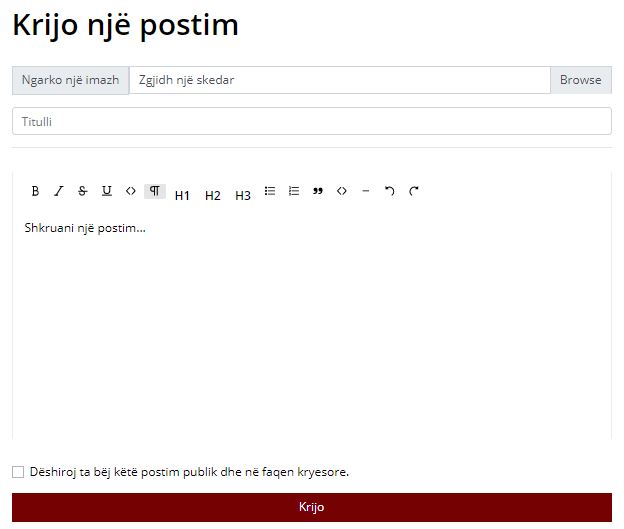 Krijo një postim
Ngarko një imazh Zgjidh një skedar Browse
Titulli
B I S U <> ¶ H1 H2 H3 ❞ <> –
Shkruani një postim...
Dëshiroj ta bëj këtë postim publik dhe në faqen kryesore.
Krijo